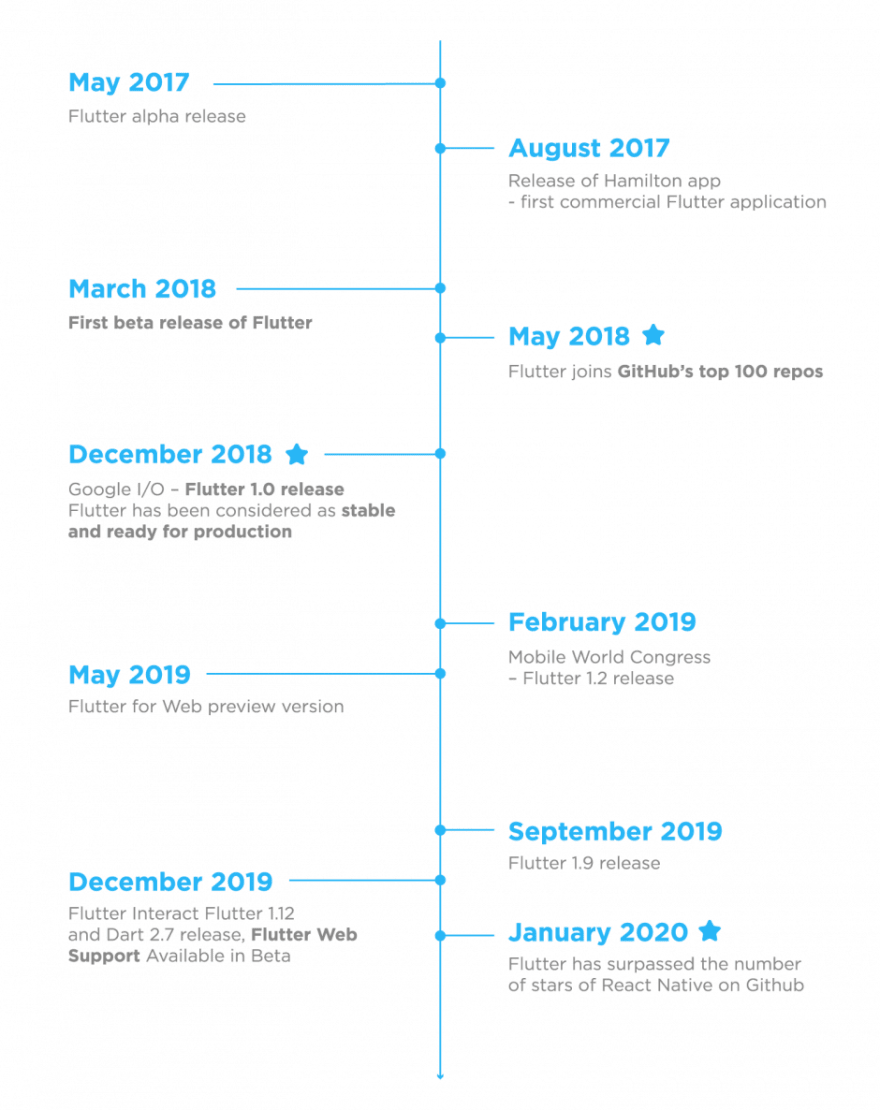 May 2017
Flutter alpha release
August 2017
Release of Hamilton app
- first commercial Flutter application
March 2018
First beta release of Flutter
May 2018
Flutter joins GitHub’s top 100 repos
December 2018
Google I/O – Flutter 1.0 release
Flutter has been considered as stable
and ready for production
February 2019
Mobile World Congress
– Flutter 1.2 release
May 2019
Flutter for Web preview version
September 2019
Flutter 1.9 release
December 2019
Flutter Interact Flutter 1.12
and Dart 2.7 release, Flutter Web
Support Available in Beta
January 2020
Flutter has surpassed the number
of stars of React Native on Github